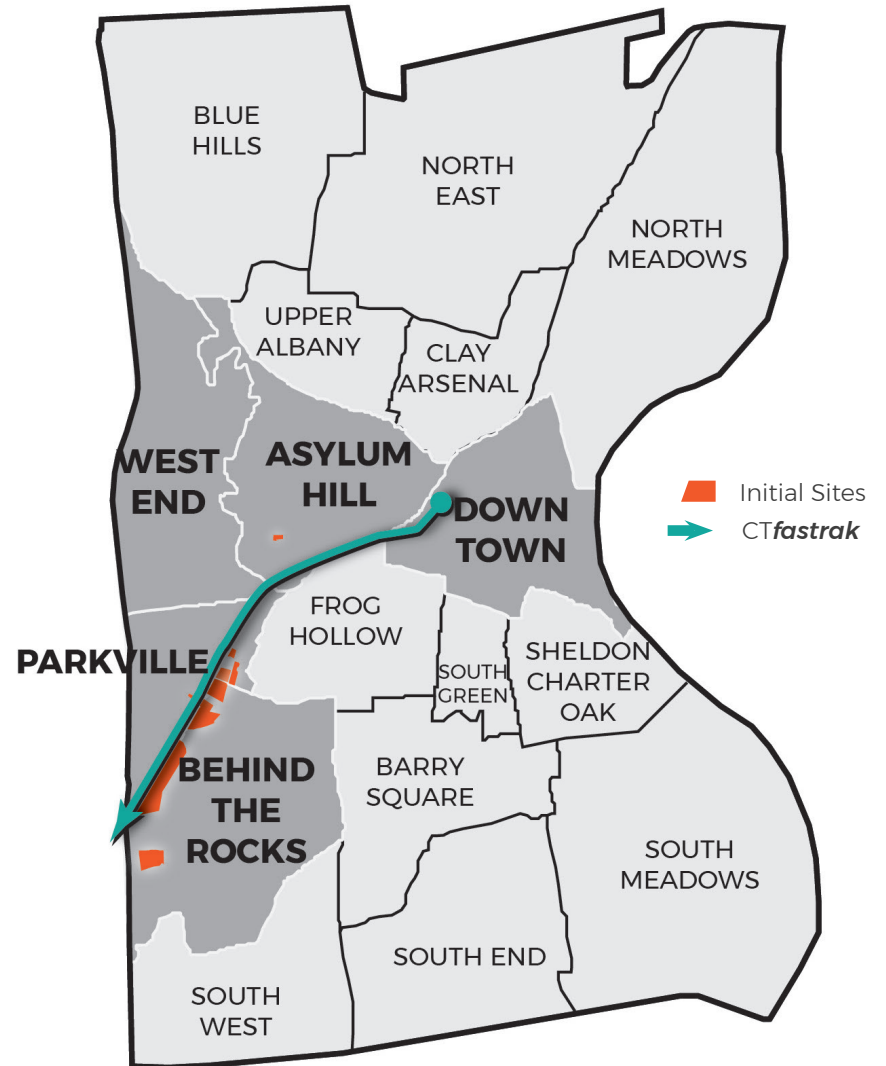 BLUE
HILLS
NORTH
EAST
NORTH
MEADOWS
UPPER
ALBANY
CLAY
ARSENAL
WEST
END
ASYLUM
HILL
DOWN
TOWN
Initial Sites
CTfastrak
FROG
HOLLOW
PARKVILLE
SOUTH
GREEN
SHELDON
CHARTER
OAK
BEHIND
THE
ROCKS
BARRY
SQUARE
SOUTH
MEADOWS
SOUTH END
SOUTH
WEST